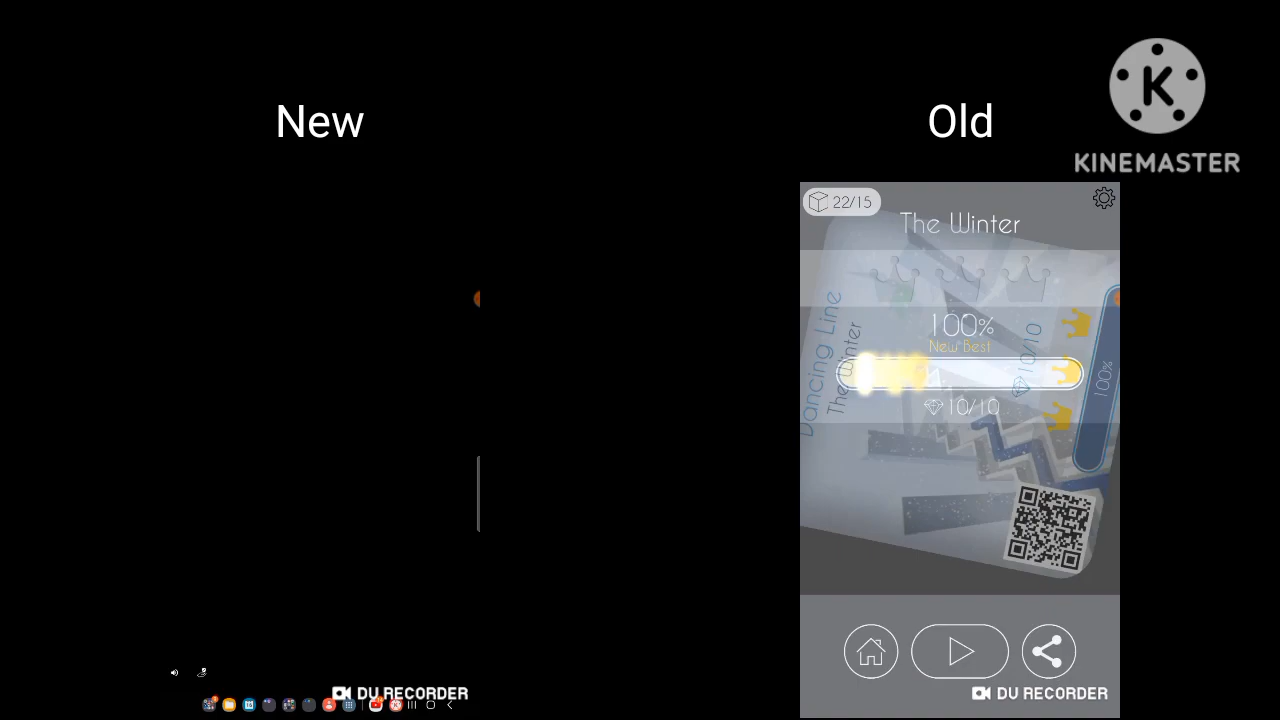 New
Old
K
KINEMASTER
22/15
The Winter
100%
New Best
10/10
Dancing Line
The Winter
10/10
100%
DU RECORDER
DU RECORDER